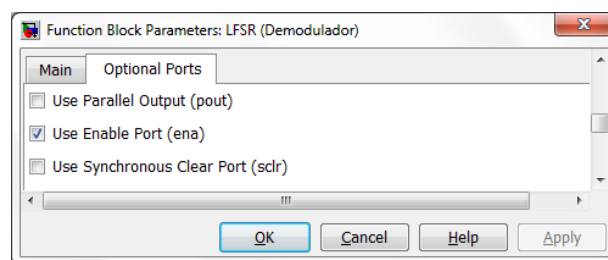 Function Block Parameters: LFSR (Demodulador)
Main Optional Ports
Use Parallel Output (pout)
Use Enable Port (ena)
Use Synchronous Clear Port (sclr)
OK Cancel Help Apply